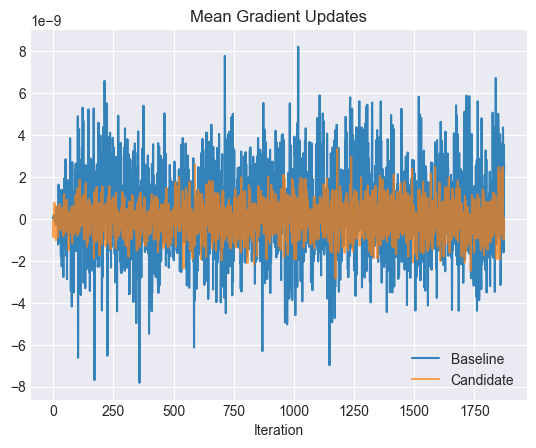 Mean Gradient Updates
1e−9
8
6
4
2
0
−2
−4
−6
−8
0 250 500 750 1000 1250 1500 1750
Iteration
Baseline
Candidate